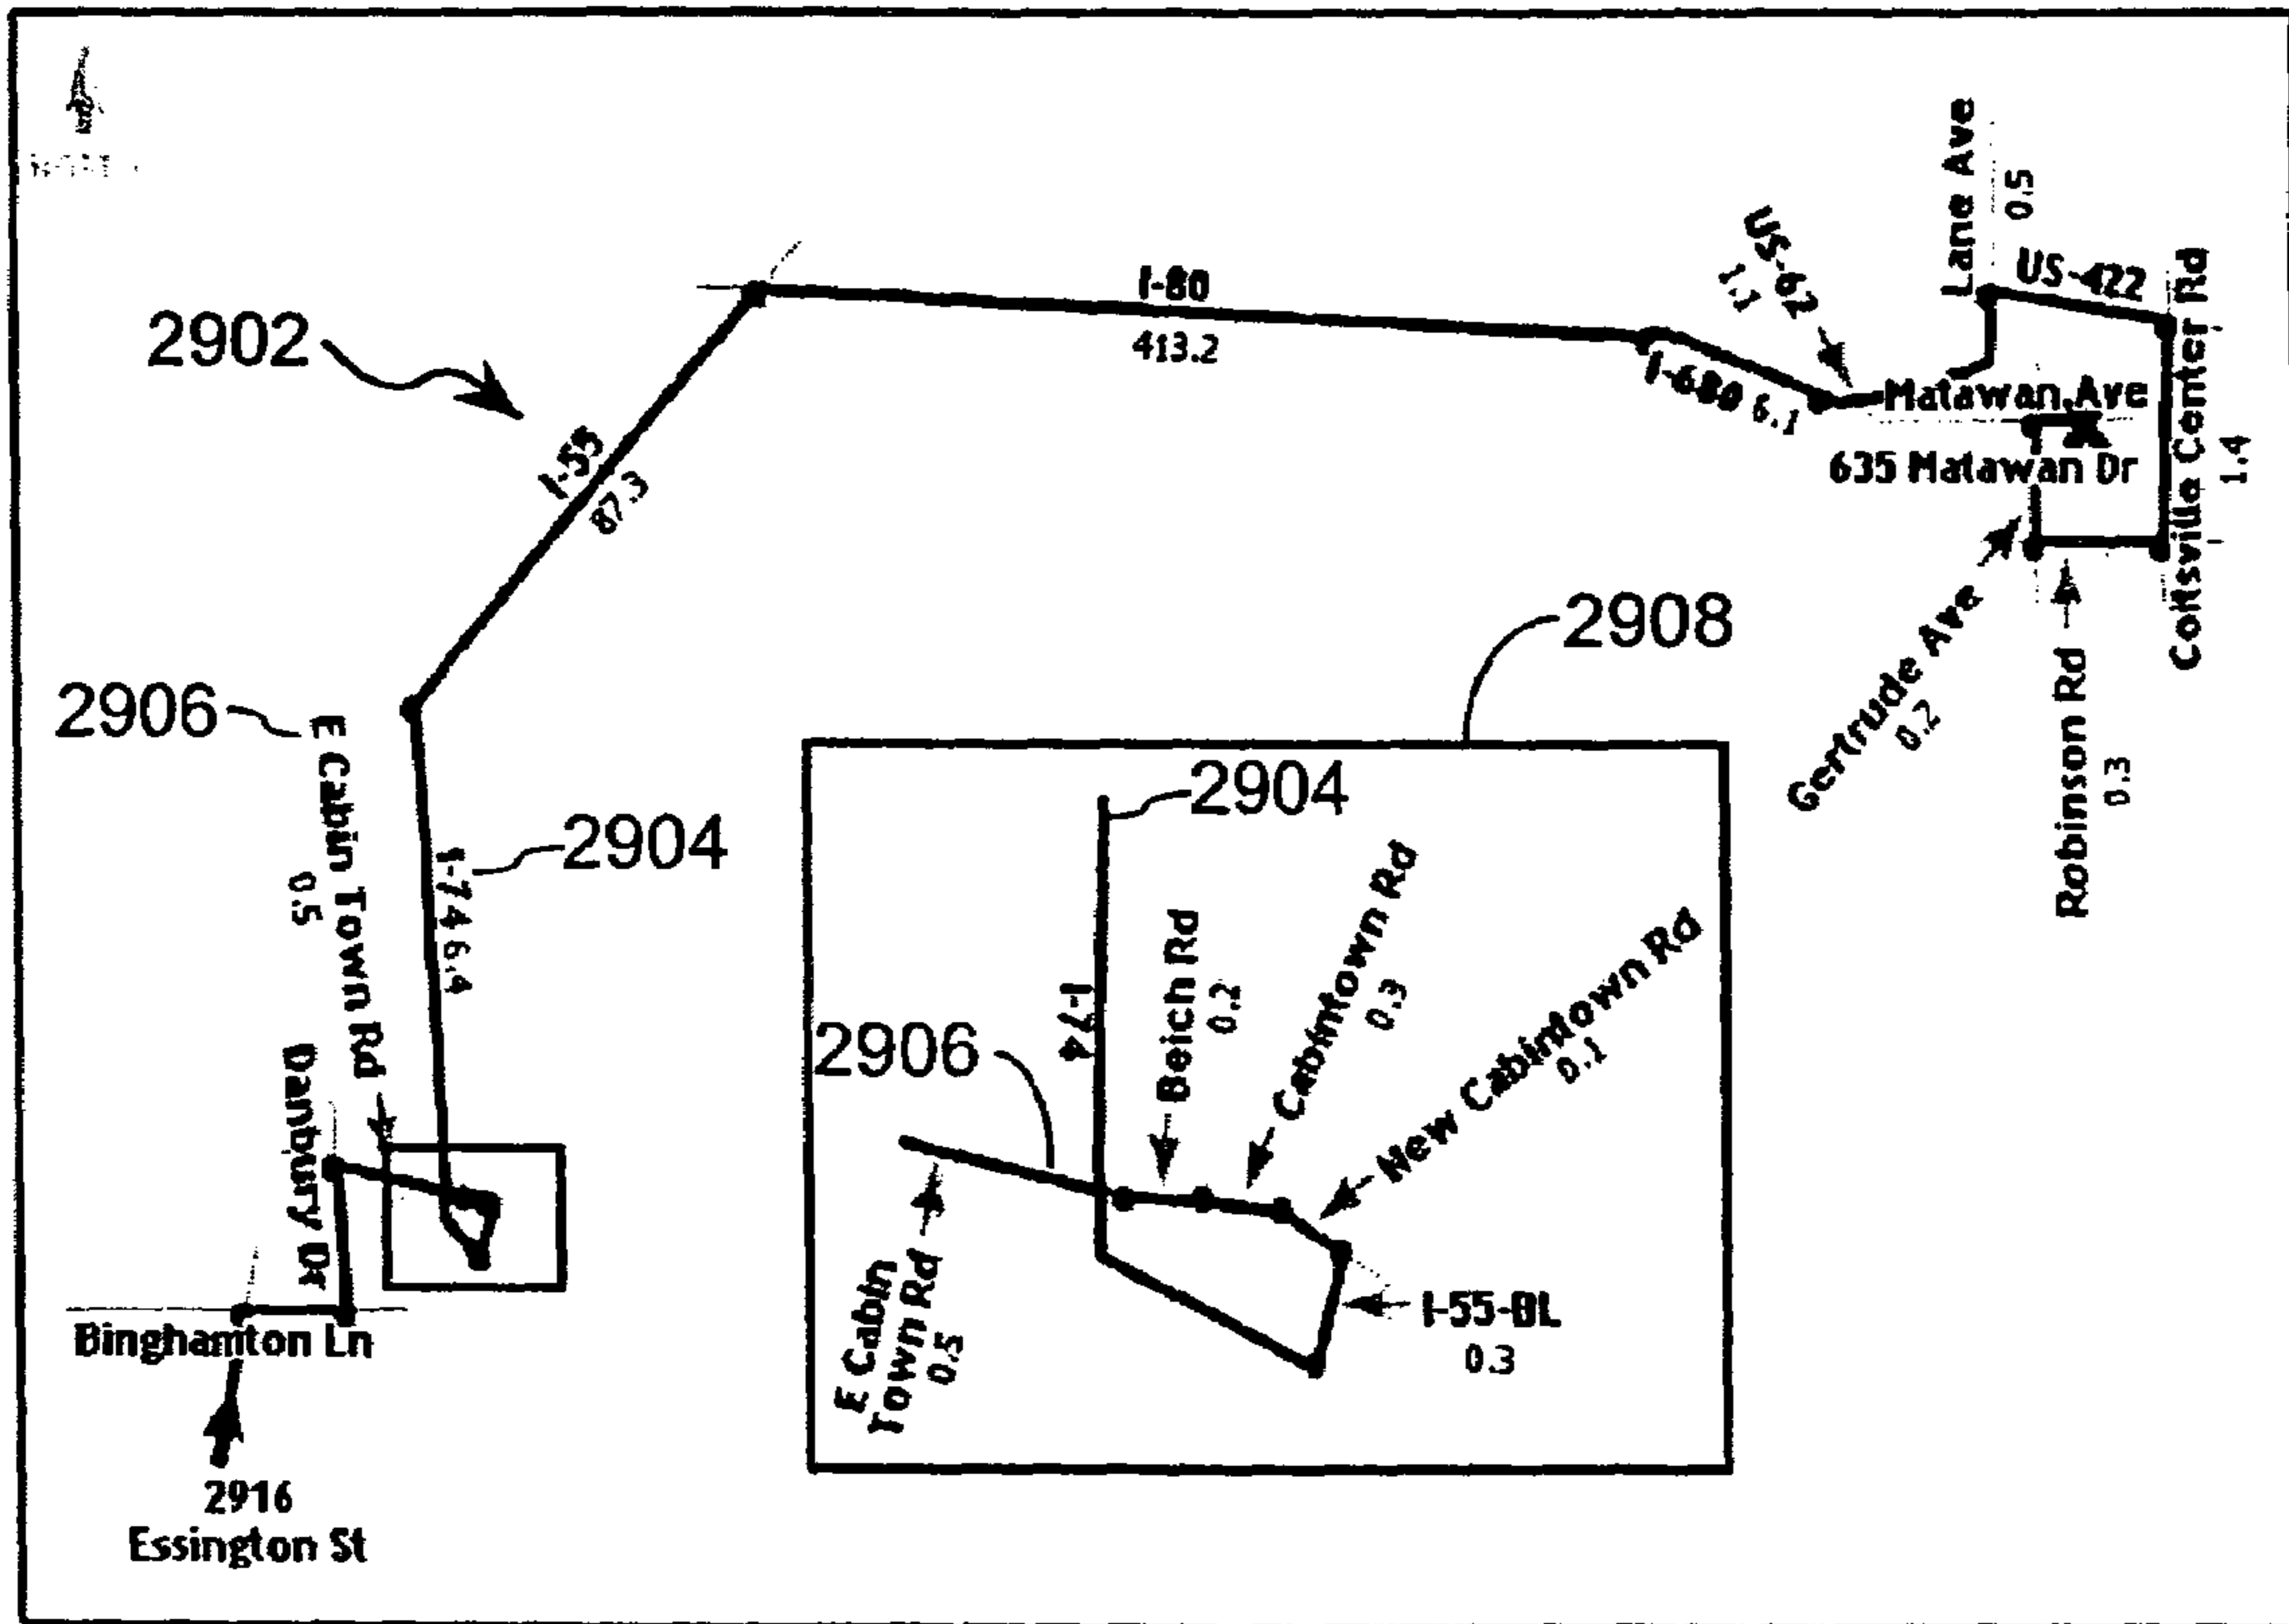 Lane Ave
0.5
US-62
1.1
US-422
I-80
413.2
2902
I-680 6.1
Matawan Ave
635 Matawan Dr
Coitsville Center Rd
1.4
I-55
87.3
Gertrude Ave
0.2
Robinson Rd
0.3
2908
2906
E Cabin Town Rd
0.5
2904
I-74 6.4
2904
I-74
Beich Rd
0.2
Cabintown Rd
0.3
New Cabintown Rd
0.1
2906
E Cabin
Town Rd
0.5
I-55-BL
0.3
Danbury Dr
Binghamton Ln
2916
Essington St